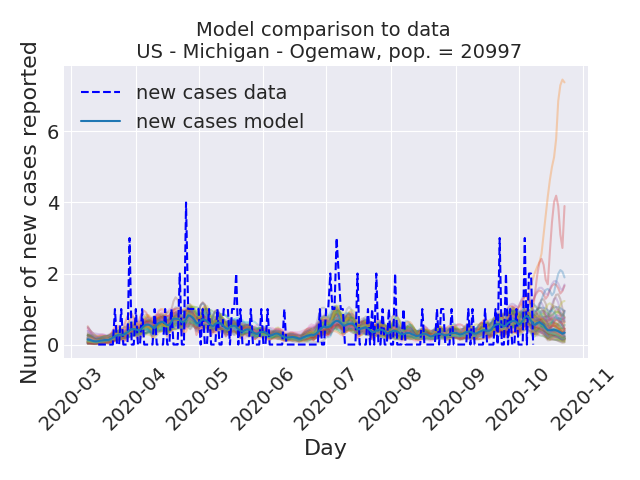 Model comparison to data
US - Michigan - Ogemaw, pop. = 20997
new cases data
new cases model
Number of new cases reported
6
4
2
0
2020-03
2020-04
2020-05
2020-06
2020-07
2020-08
2020-09
2020-10
2020-11
Day